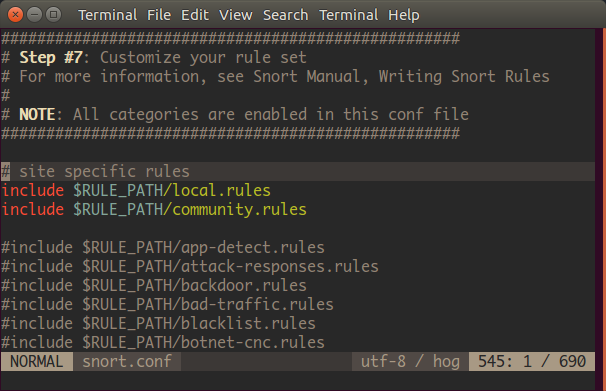 Terminal File Edit View Search Terminal Help
###################################################
# Step #7: Customize your rule set
# For more information, see Snort Manual, Writing Snort Rules
#
# NOTE: All categories are enabled in this conf file
###################################################
# site specific rules
include $RULE_PATH/local.rules
include $RULE_PATH/community.rules
#include $RULE_PATH/app-detect.rules
#include $RULE_PATH/attack-responses.rules
#include $RULE_PATH/backdoor.rules
#include $RULE_PATH/bad-traffic.rules
#include $RULE_PATH/blacklist.rules
#include $RULE_PATH/botnet-cnc.rules
NORMAL snort.conf utf-8 / hog 545: 1 / 690